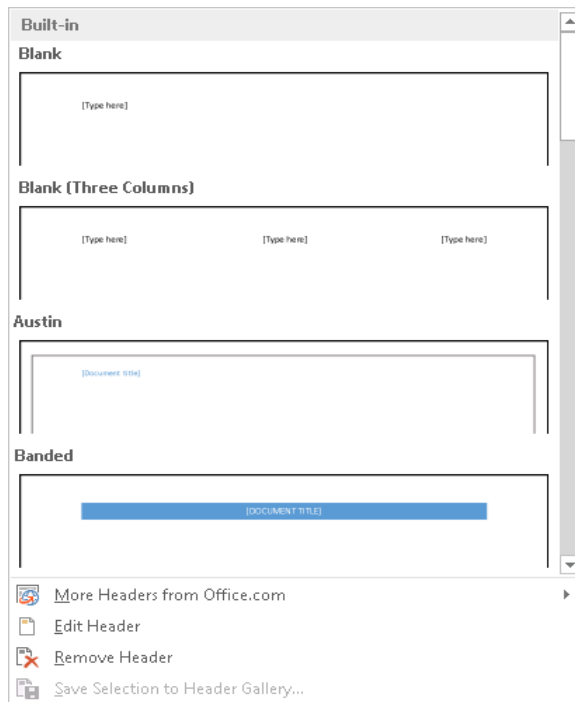 Built-in
Blank
[Type here]
Blank (Three Columns)
[Type here] [Type here] [Type here]
Austin
[Document title]
Banded
[DOCUMENT TITLE]
More Headers from Office.com
Edit Header
Remove Header
Save Selection to Header Gallery...